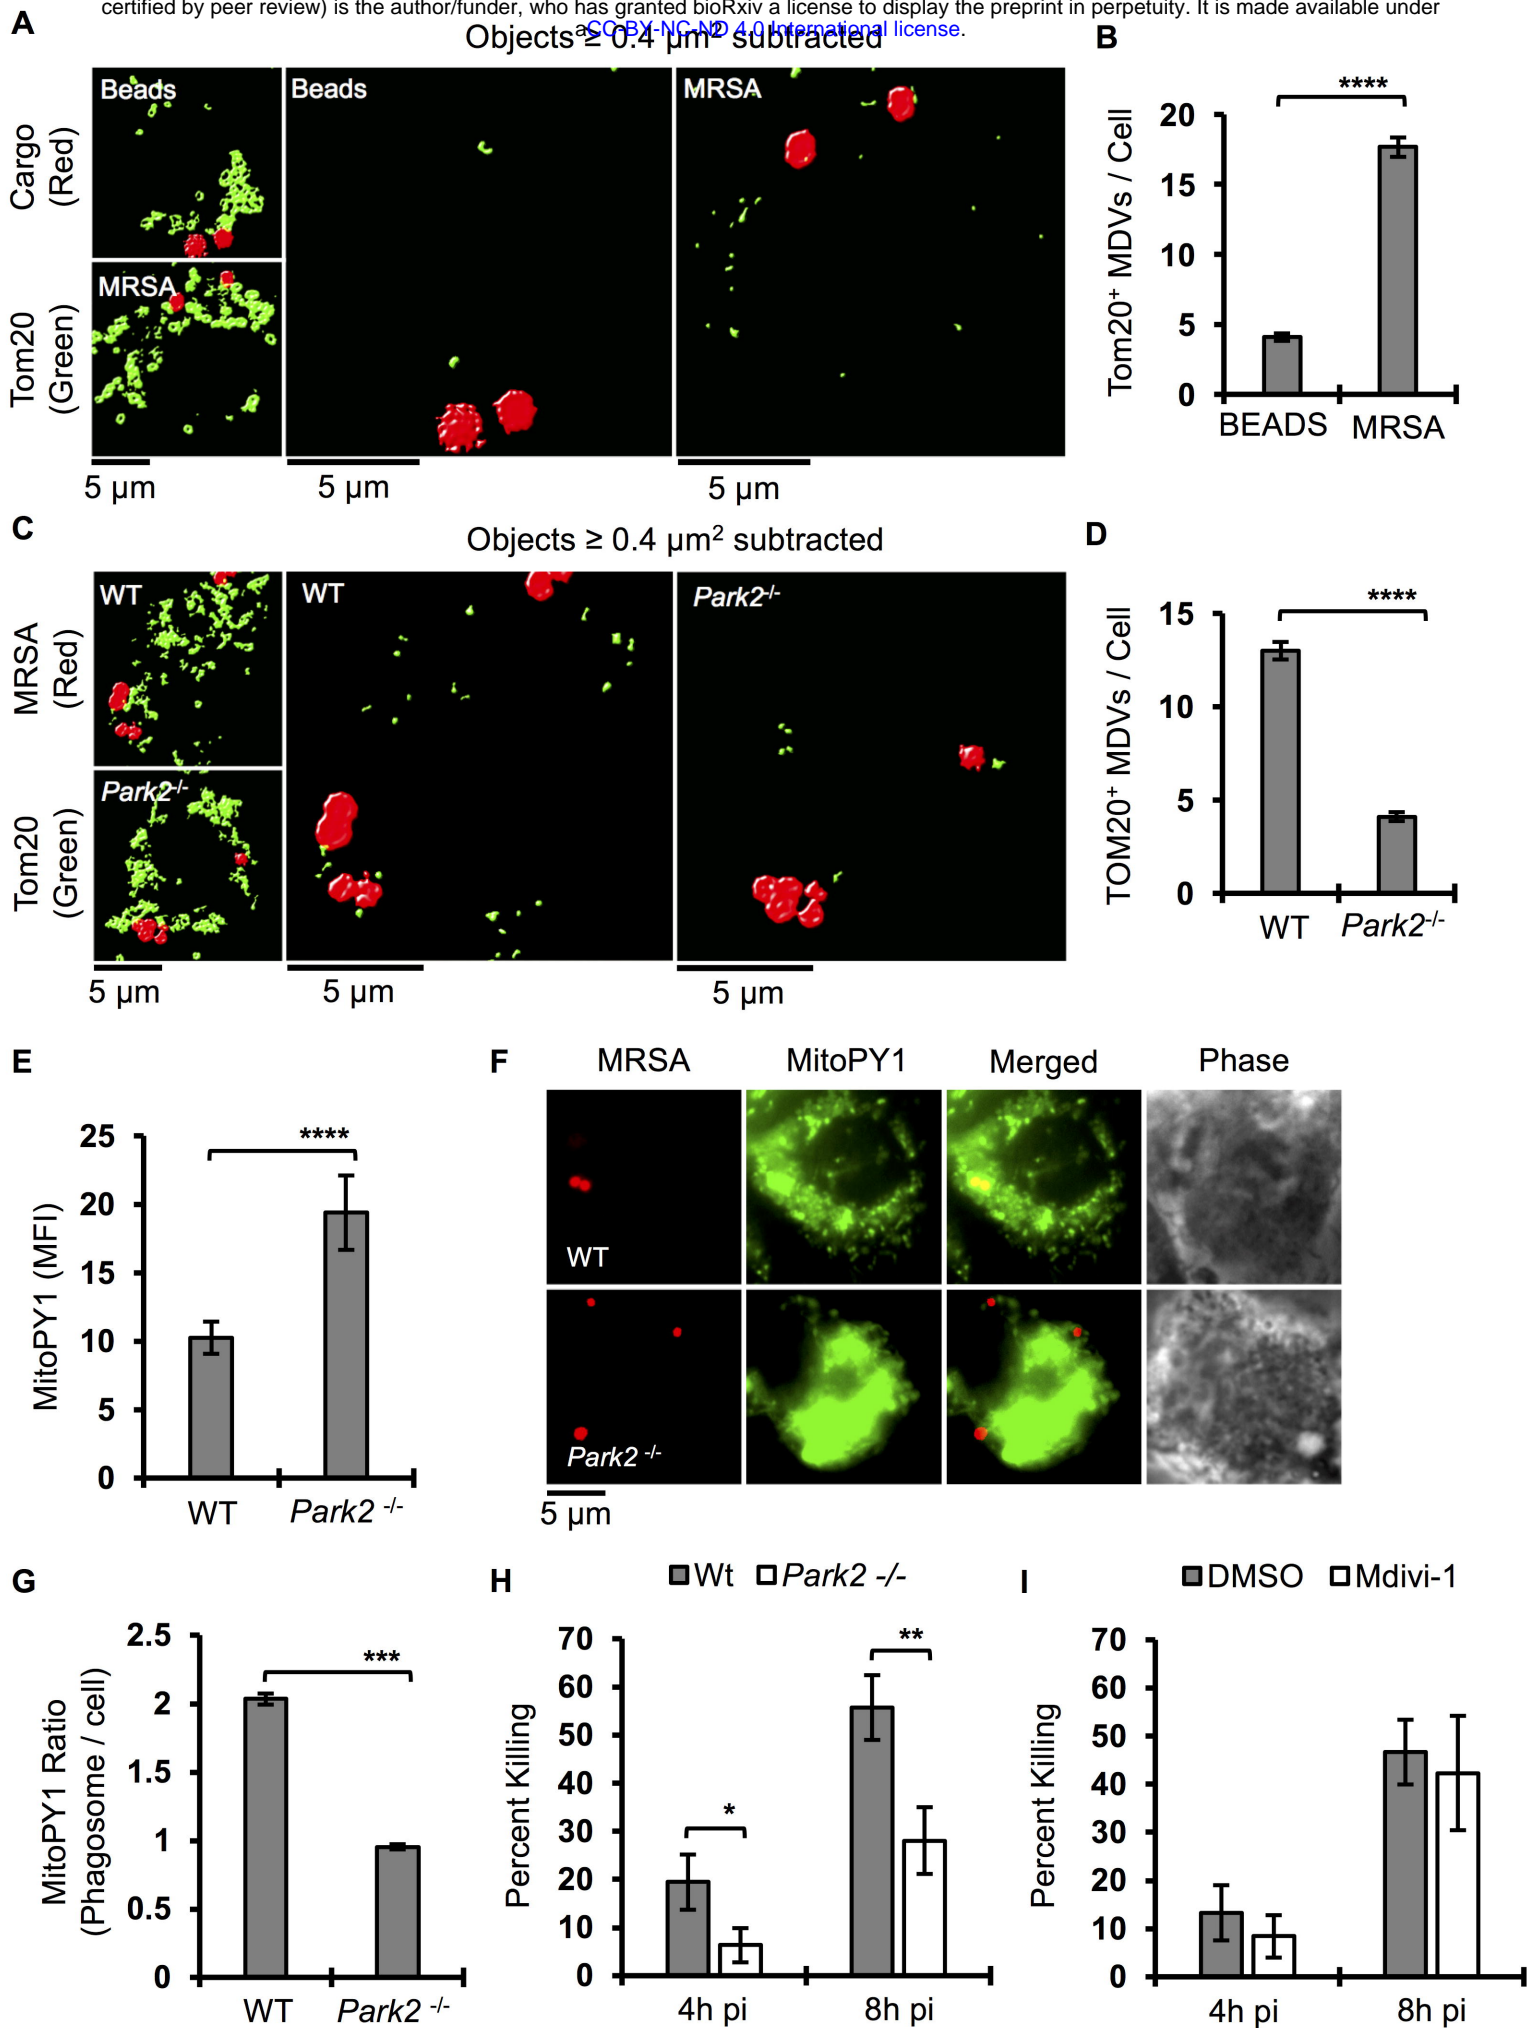 certified by peer review) is the author/funder, who has granted bioRxiv a license to display the preprint in perpetuity. It is made available under
aCC-BY-NC-ND 4.0 International license.
A
Objects ≥ 0.4 µm² subtracted
Cargo
(Red)
Tom20
(Green)
Beads
MRSA
Beads
MRSA
5 µm
5 µm
5 µm
B
Tom20⁺ MDVs / Cell
****
20
15
10
5
0
BEADS
MRSA
C
Objects ≥ 0.4 µm² subtracted
MRSA
(Red)
Tom20
(Green)
WT
Park2-/-
WT
Park2-/-
5 µm
5 µm
5 µm
D
TOM20⁺ MDVs / Cell
****
15
10
5
0
WT
Park2-/-
E
MitoPY1 (MFI)
****
25
20
15
10
5
0
WT
Park2 -/-
F
MRSA
MitoPY1
Merged
Phase
WT
Park2 -/-
5 µm
G
MitoPY1 Ratio
(Phagosome / cell)
***
2.5
2
1.5
1
0.5
0
WT
Park2 -/-
H
Wt
Park2 -/-
Percent Killing
*
**
70
60
50
40
30
20
10
0
4h pi
8h pi
I
DMSO
Mdivi-1
Percent Killing
70
60
50
40
30
20
10
0
4h pi
8h pi